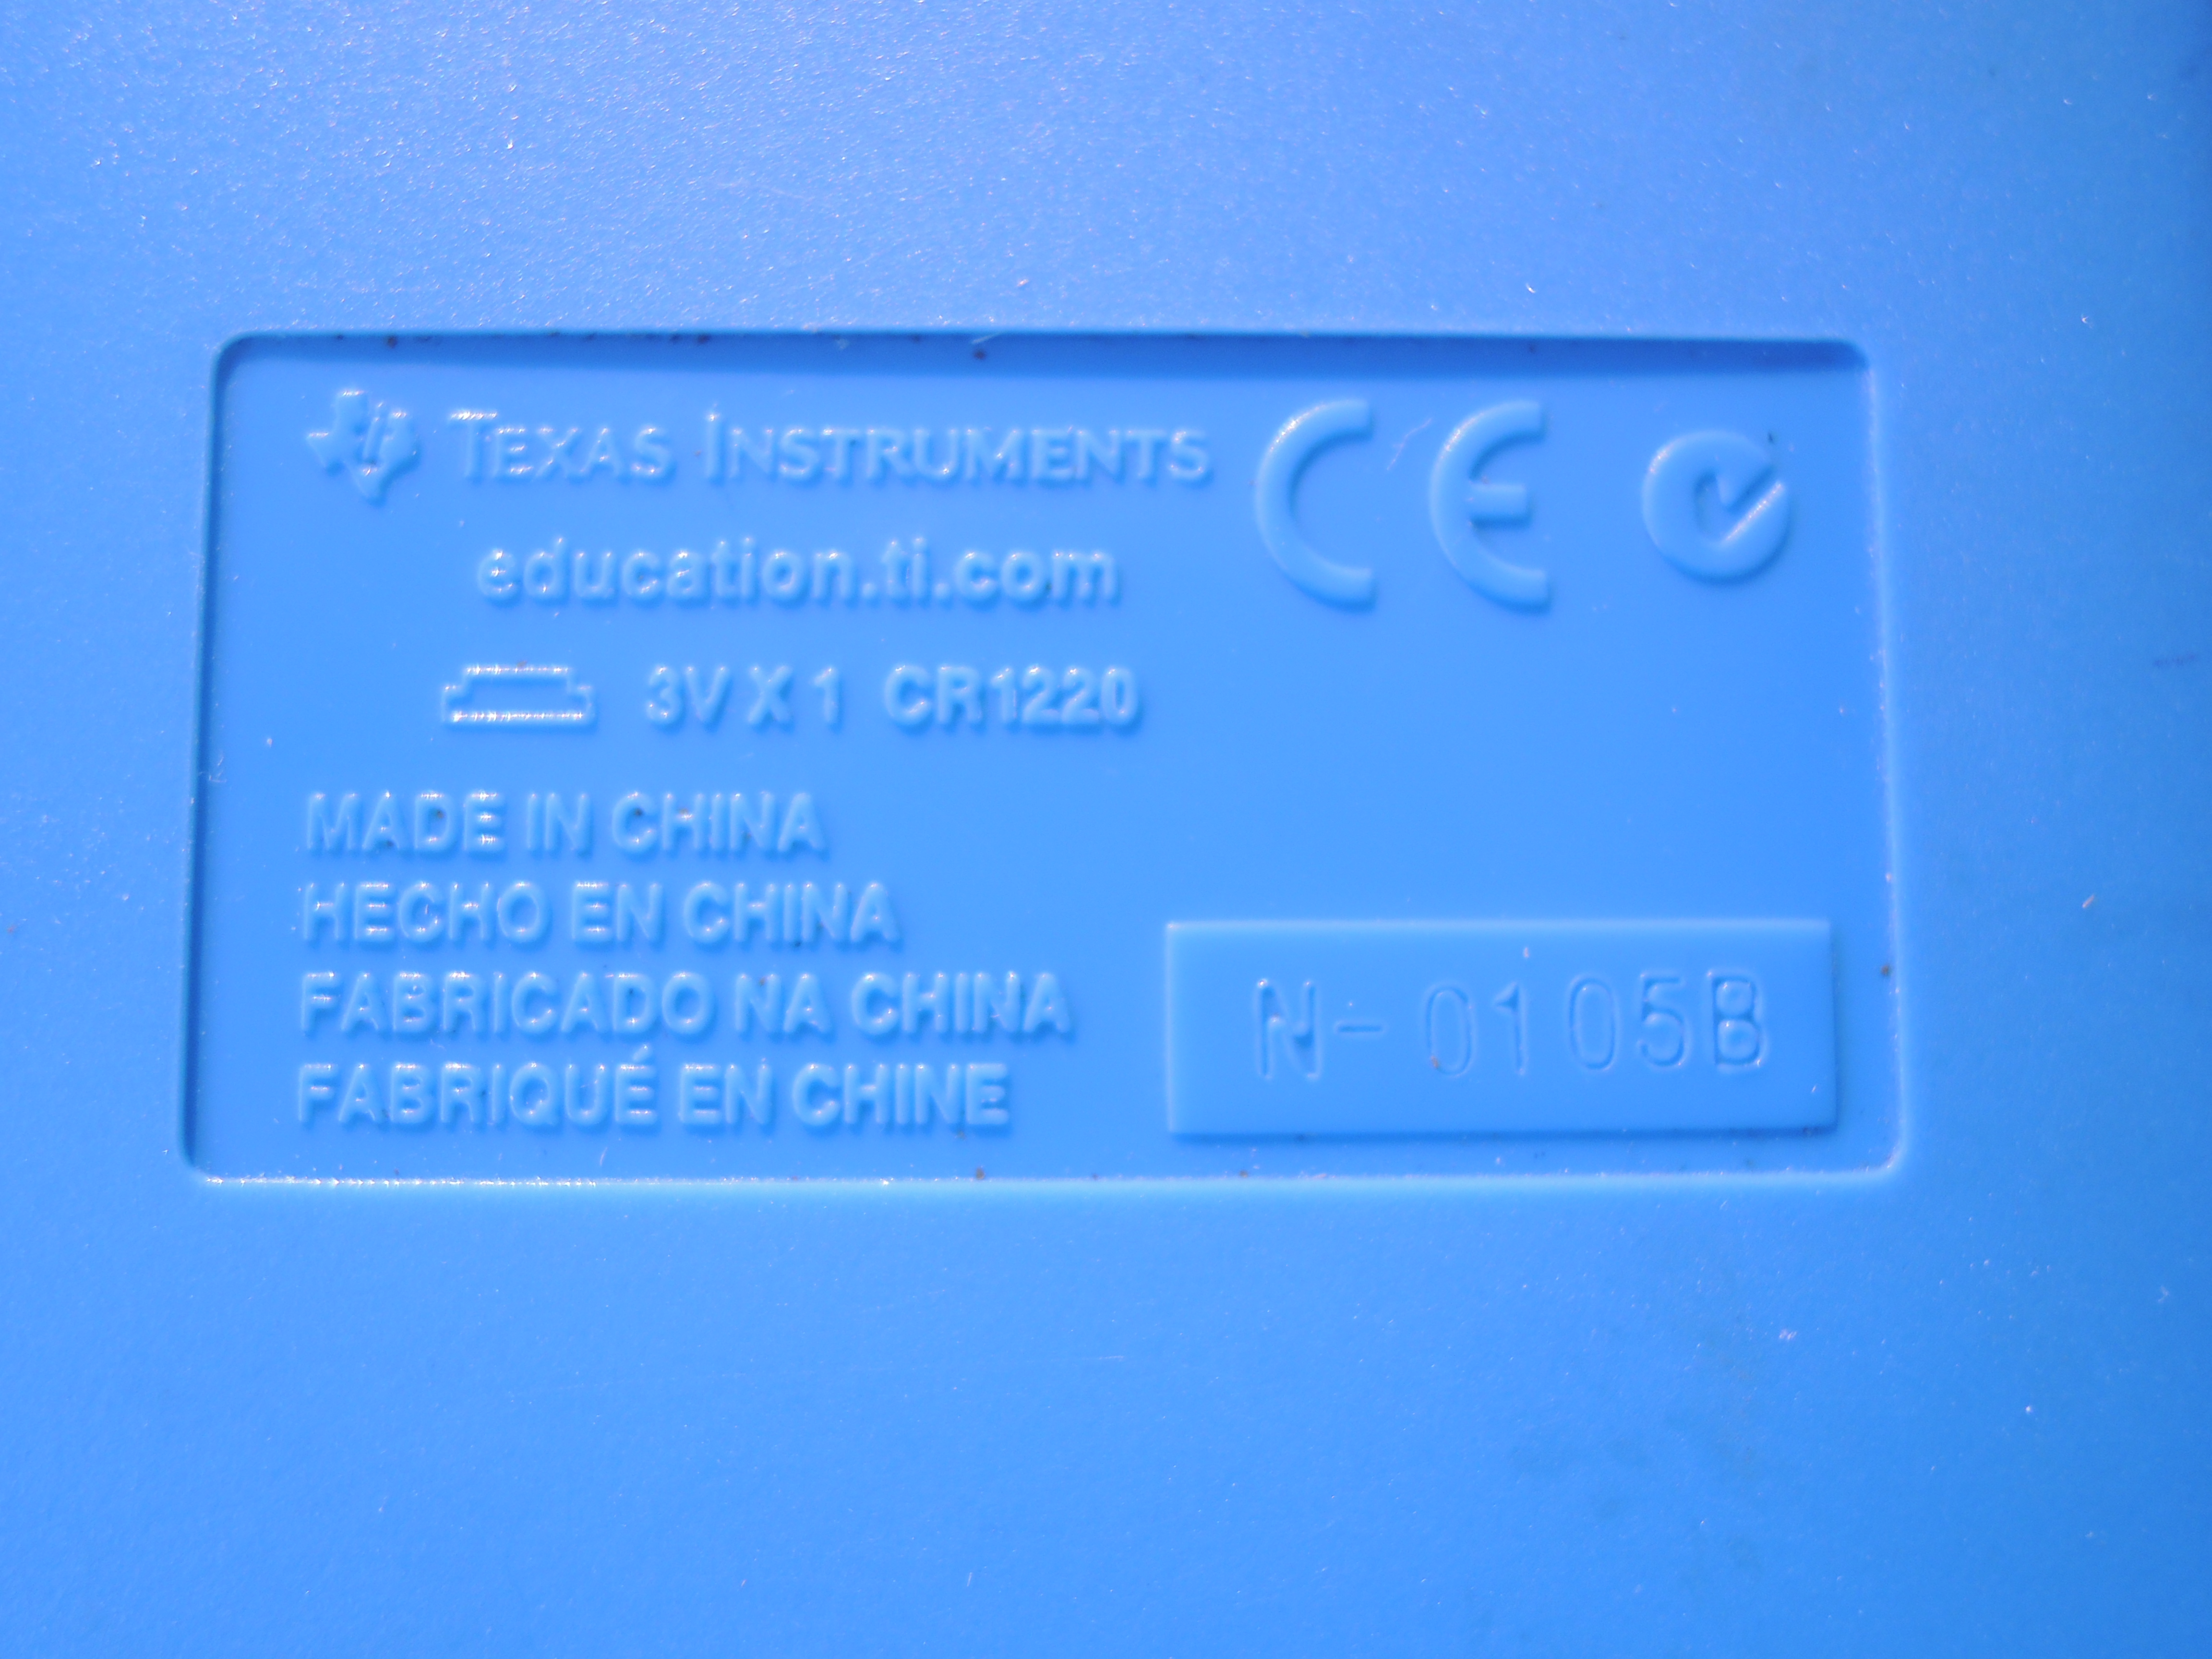 TEXAS INSTRUMENTS
CE
education.ti.com
3V X 1 CR1220
MADE IN CHINA
HECHO EN CHINA
FABRICADO NA CHINA
FABRIQUÉ EN CHINE
N-0105B